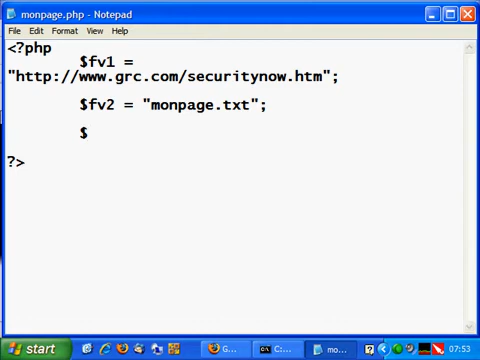 monpage.php - Notepad
File Edit Format View Help
<?php
$fv1 =
"http://www.grc.com/securitynow.htm";
$fv2 = "monpage.txt";
$
?>
start G... C:... mo... 07:53